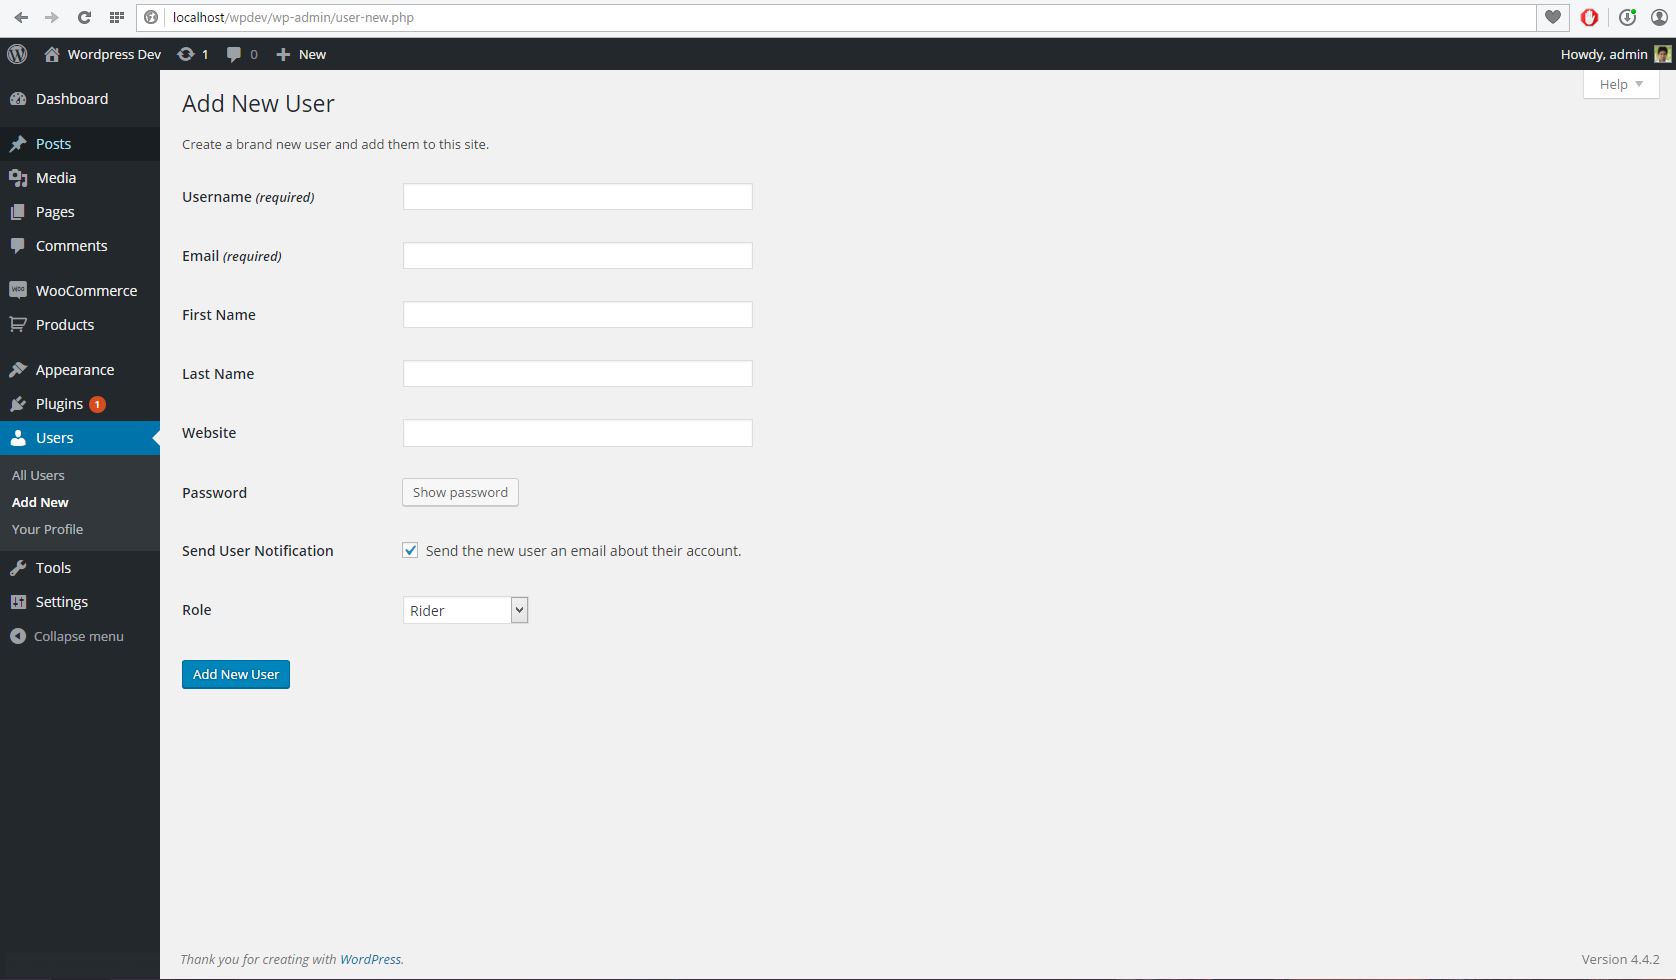 localhost/wpdev/wp-admin/user-new.php
Wordpress Dev 1 0 New Howdy, admin
Help
Dashboard
Posts
Media
Pages
Comments
WooCommerce
Products
Appearance
Plugins 1
Users
All Users
Add New
Your Profile
Tools
Settings
Collapse menu
Add New User
Create a brand new user and add them to this site.
Username (required)
Email (required)
First Name
Last Name
Website
Password Show password
Send User Notification Send the new user an email about their account.
Role Rider
Add New User
Thank you for creating with WordPress. Version 4.4.2